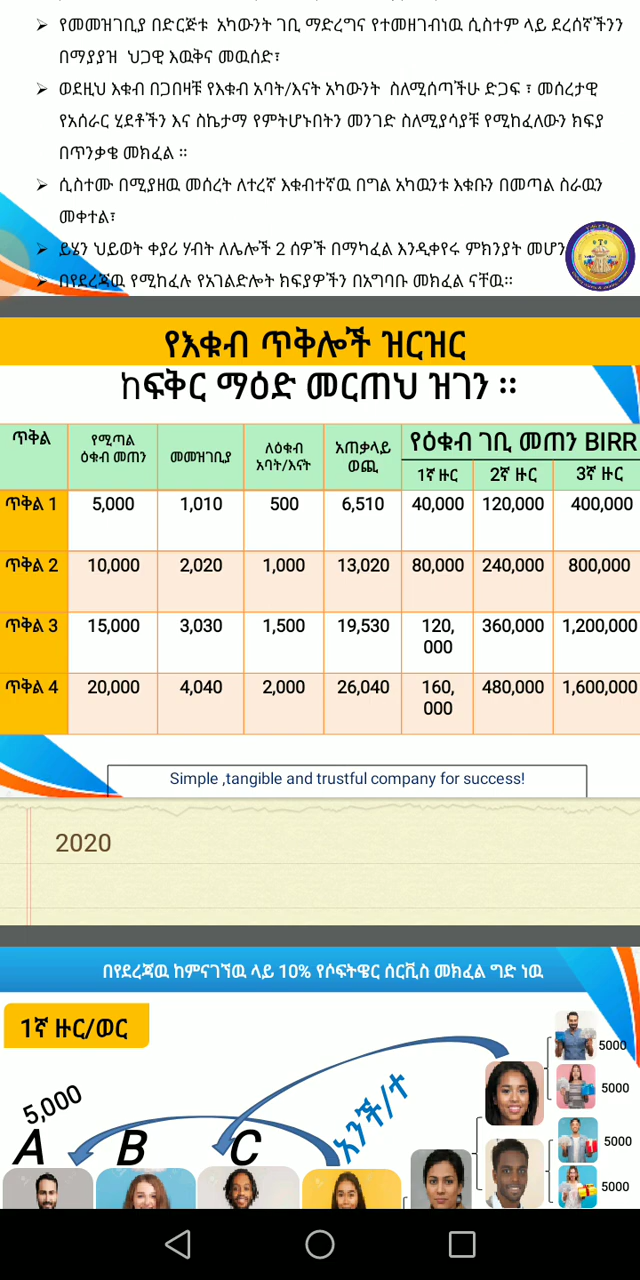 የመመዝገቢያ በድርጅቱ አካውንት ገቢ ማድረግና የተመዘገብነዉ ሲስተም ላይ ደረሰኛችንን
በማያያዝ ህጋዊ እዉቅና መዉሰድ፣
ወደዚህ እቁብ በጋበዛቹ የእቁብ አባት/እናት አካውንት ስለሚሰጣችሁ ድጋፍ ፣ መሰረታዊ
የአሰራር ሂደቶችን እና ስኬታማ የምትሆኑበትን መንገድ ስለሚያሳያቹ የሚከፈለውን ክፍያ
በጥንቃቄ መክፈል ።
ሲስተሙ በሚያዘዉ መሰረት ለተረኛ እቁብተኛዉ በግል አካዉንቱ እቁቡን በመጣል ስራዉን
መቀተል፣
ይሄን ህይወት ቀያሪ ሃብት ለሌሎች 2 ሰዎች በማካፈል እንዲቀየሩ ምክንያት መሆን
በየደረጃዉ የሚከፈሉ የአገልድሎት ክፍያዎችን በአግባቡ መክፈል ናቸዉ።
የእቁብ ጥቅሎች ዝርዝር
ከፍቅር ማዕድ መርጠህ ዝገን ።
ጥቅል የሚጣል ዕቁብ መጠን መመዝገቢያ ለዕቁብ አባት/እናት አጠቃላይ ወጪ የዕቁብ ገቢ መጠን BIRR
1ኛ ዙር 2ኛ ዙር 3ኛ ዙር
ጥቅል 1 5,000 1,010 500 6,510 40,000 120,000 400,000
ጥቅል 2 10,000 2,020 1,000 13,020 80,000 240,000 800,000
ጥቅል 3 15,000 3,030 1,500 19,530 120,000 360,000 1,200,000
ጥቅል 4 20,000 4,040 2,000 26,040 160,000 480,000 1,600,000
Simple ,tangible and trustful company for success!
2020
በየደረጃዉ ከምናገኘዉ ላይ 10% የሶፍትዌር ሰርቪስ መክፈል ግድ ነዉ
1ኛ ዙር/ወር
5000
5000
5,000
አንች/ተ
5000
A B C
5000